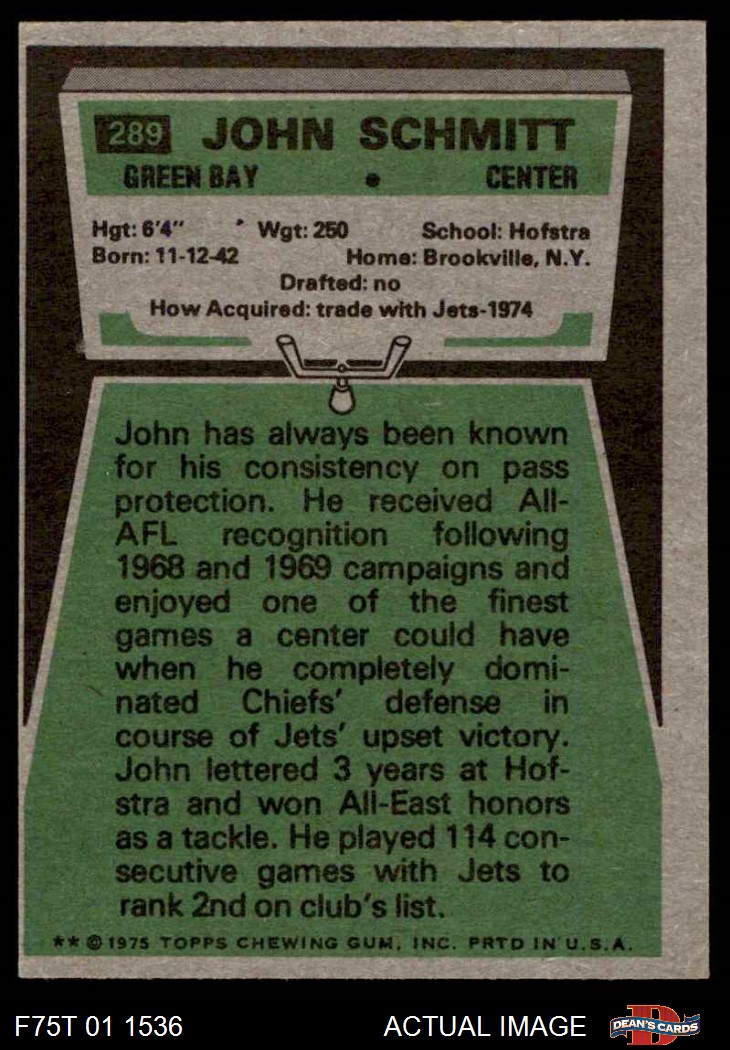 289 JOHN SCHMITT
GREEN BAY • CENTER
Hgt: 6'4" Wgt: 250 School: Hofstra
Born: 11-12-42 Home: Brookville, N.Y.
Drafted: no
How Acquired: trade with Jets-1974
John has always been known
for his consistency on pass
protection. He received All-
AFL recognition following
1968 and 1969 campaigns and
enjoyed one of the finest
games a center could have
when he completely domi-
nated Chiefs' defense in
course of Jets' upset victory.
John lettered 3 years at Hof-
stra and won All-East honors
as a tackle. He played 114 con-
secutive games with Jets to
rank 2nd on club's list.
** © 1975 TOPPS CHEWING GUM, INC. PRTD IN U.S.A.
F75T 01 1536 ACTUAL IMAGE DEAN'S CARDS